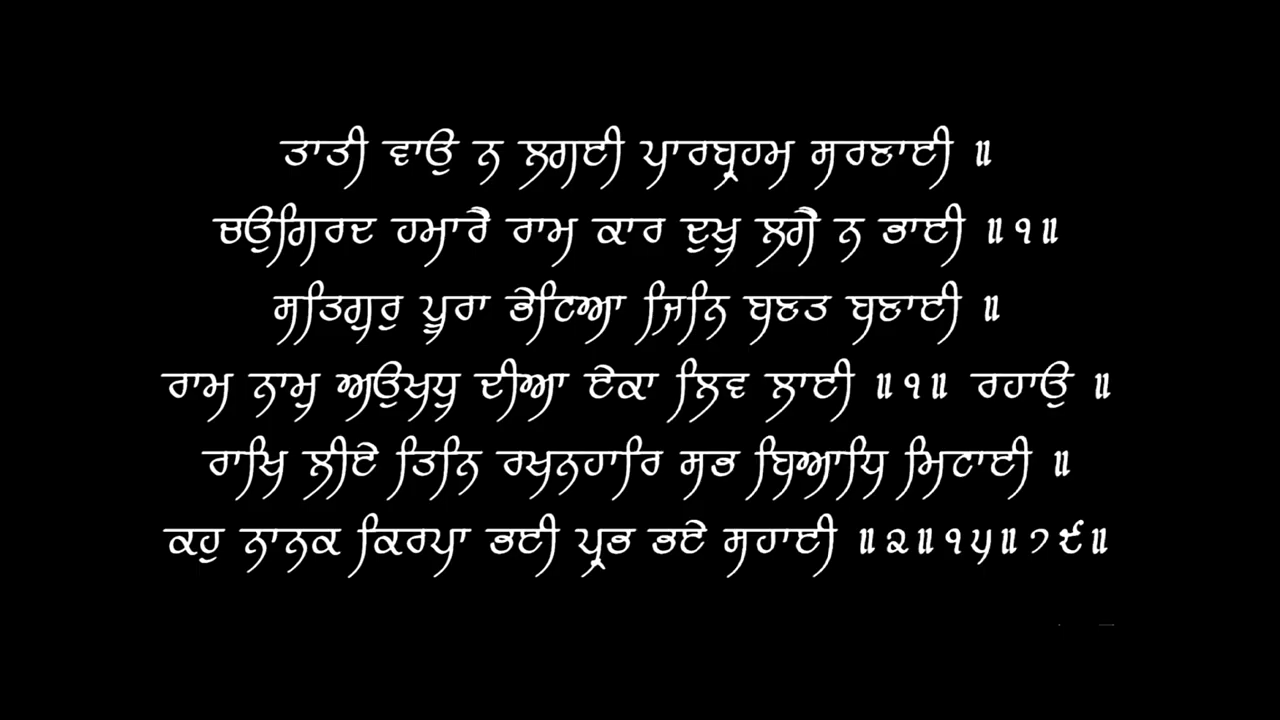 ਤਾਤੀ ਵਾਉ ਨ ਲਗਈ ਪਾਰਬ੍ਰਹਮ ਸਰਣਾਈ ॥
ਚਉਗਿਰਦ ਹਮਾਰੈ ਰਾਮ ਕਾਰ ਦੁਖੁ ਲਗੈ ਨ ਭਾਈ ॥੧॥
ਸਤਿਗੁਰੁ ਪੂਰਾ ਭੇਟਿਆ ਜਿਨਿ ਬਣਤ ਬਣਾਈ ॥
ਰਾਮ ਨਾਮੁ ਅਉਖਧੁ ਦੀਆ ਏਕਾ ਲਿਵ ਲਾਈ ॥੧॥ ਰਹਾਉ ॥
ਰਾਖਿ ਲੀਏ ਤਿਨਿ ਰਖਨਹਾਰਿ ਸਭ ਬਿਆਧਿ ਮਿਟਾਈ ॥
ਕਹੁ ਨਾਨਕ ਕਿਰਪਾ ਭਈ ਪ੍ਰਭ ਭਏ ਸਹਾਈ ॥੨॥੧੫॥੭੯॥